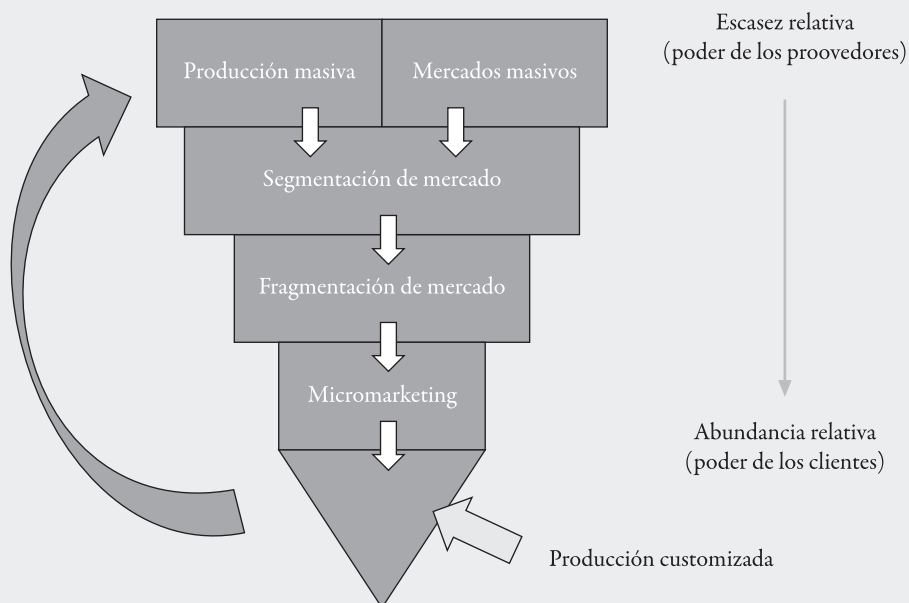 Producción masiva
Mercados masivos
Escasez relativa
(poder de los proovedores)
Segmentación de mercado
Fragmentación de mercado
Micromarketing
Abundancia relativa
(poder de los clientes)
Producción customizada